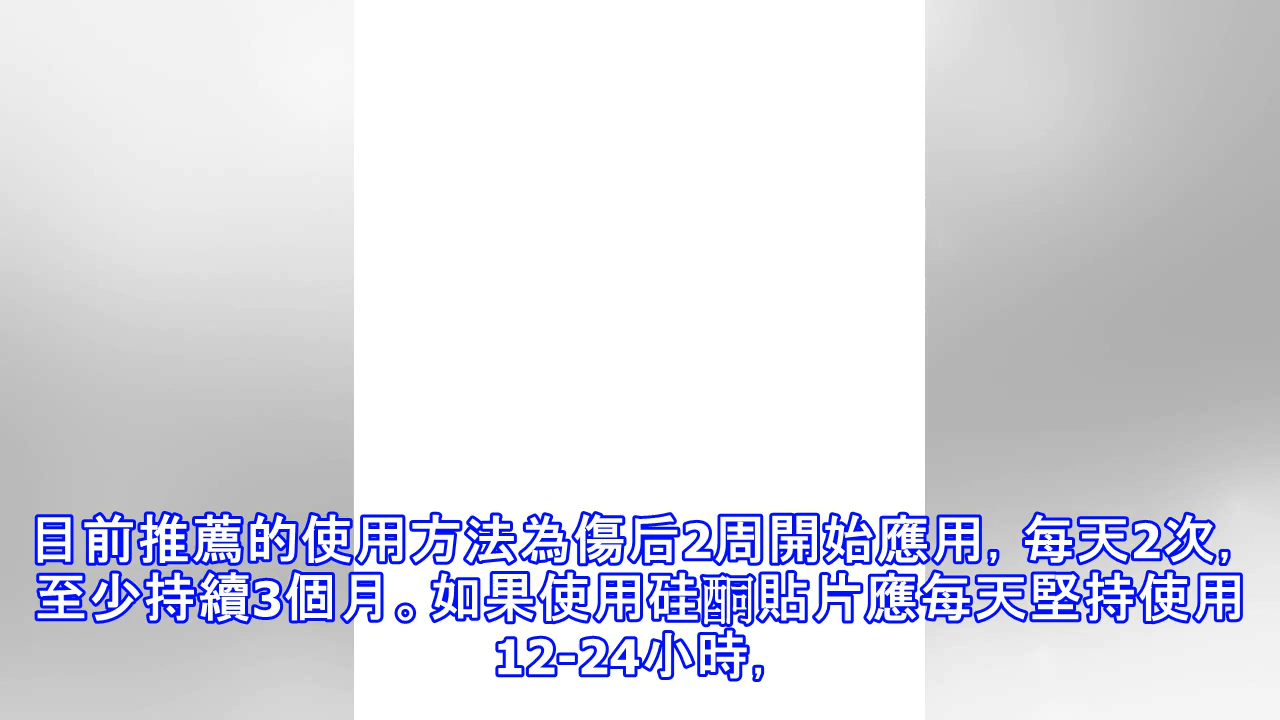 目前推薦的使用方法為傷后2周開始應用, 每天2次,
至少持續3個月。如果使用硅酮貼片應每天堅持使用
12-24小時,